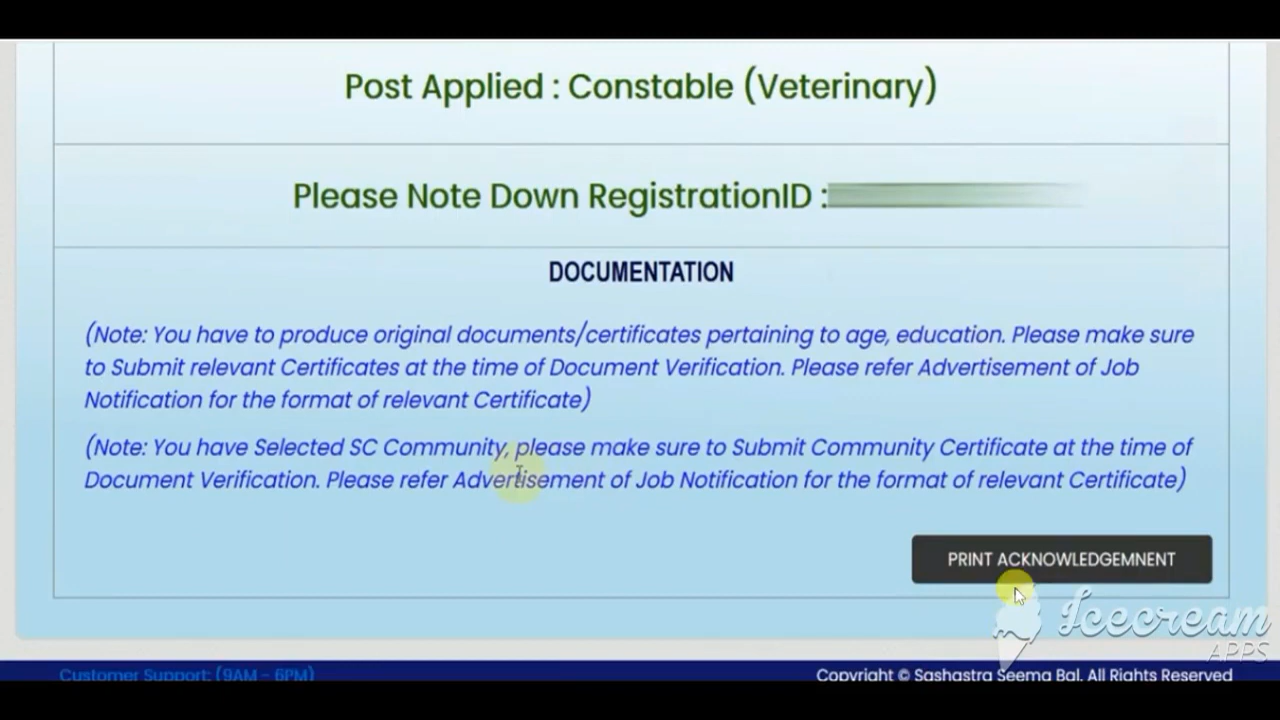 Post Applied : Constable (Veterinary)
Please Note Down RegistrationID :
DOCUMENTATION
(Note: You have to produce original documents/certificates pertaining to age, education. Please make sure
to Submit relevant Certificates at the time of Document Verification. Please refer Advertisement of Job
Notification for the format of relevant Certificate)
(Note: You have Selected SC Community, please make sure to Submit Community Certificate at the time of
Document Verification. Please refer Advertisement of Job Notification for the format of relevant Certificate)
PRINT ACKNOWLEDGEMNENT
Icecream
APPS
Customer Support: (9AM - 6PM)
Copyright © Sashastra Seema Bal. All Rights Reserved